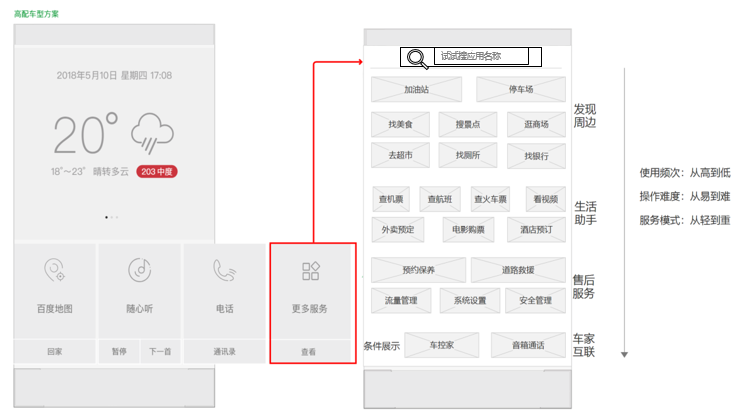 高配车型方案
2018年5月10日 星期四 17:08
20°
18°～23° 晴转多云 203 中度
百度地图 随心听 电话 更多服务
回家 暂停 下一首 通讯录 查看
试试搜应用名称
加油站 停车场
找美食 搜景点 逛商场
去超市 找厕所 找银行
发现
周边
查机票 查航班 查火车票 看视频
外卖预定 电影购票 酒店预订
生活
助手
预约保养 道路救援
流量管理 系统设置 安全管理
售后
服务
条件展示 车控家 音箱通话
车家
互联
使用频次：从高到低
操作难度：从易到难
服务模式：从轻到重